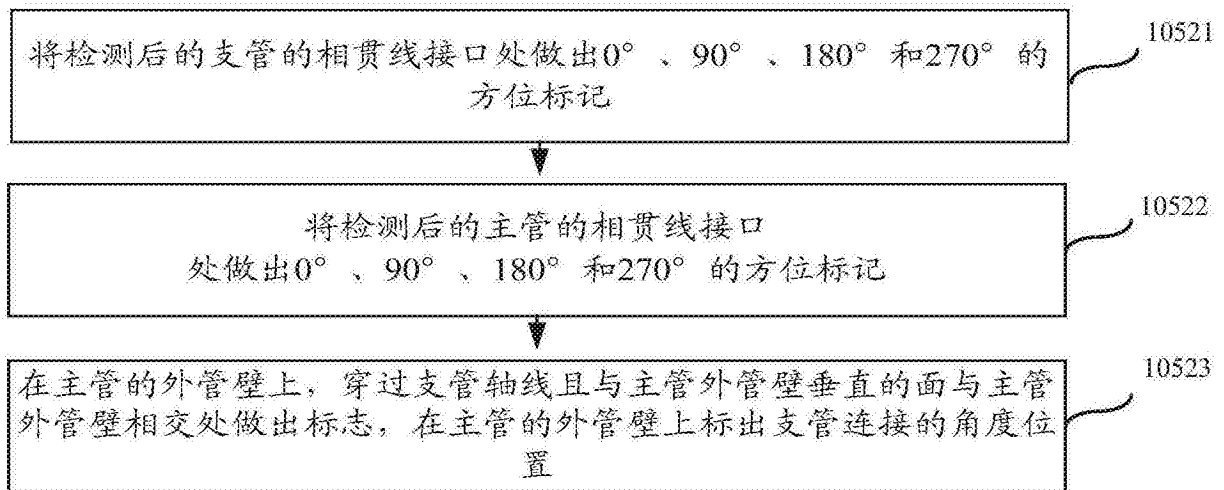 将检测后的支管的相贯线接口处做出0°、90°、180°和270°的
方位标记
10521
将检测后的主管的相贯线接口
处做出0°、90°、180°和270°的方位标记
10522
在主管的外管壁上，穿过支管轴线且与主管外管壁垂直的面与主管
外管壁相交处做出标志，在主管的外管壁上标出支管连接的角度位
置
10523